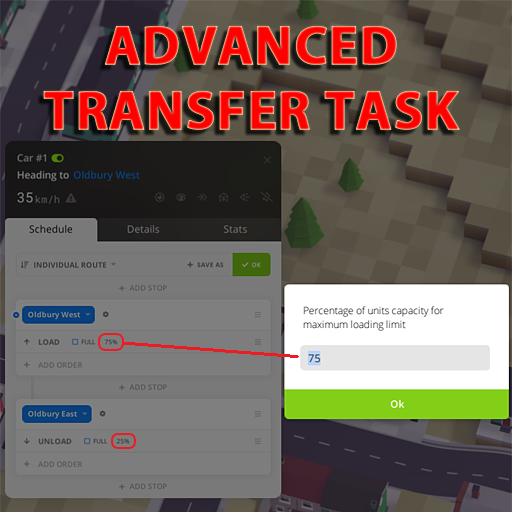 ADVANCED
TRANSFER TASK
Car #1
Heading to Oldbury West
35km/h
Schedule Details Stats
INDIVIDUAL ROUTE + SAVE AS OK
+ ADD STOP
Oldbury West
LOAD FULL 75%
+ ADD ORDER
+ ADD STOP
Oldbury East
UNLOAD FULL 25%
+ ADD ORDER
+ ADD STOP
Percentage of units capacity for
maximum loading limit
75
Ok